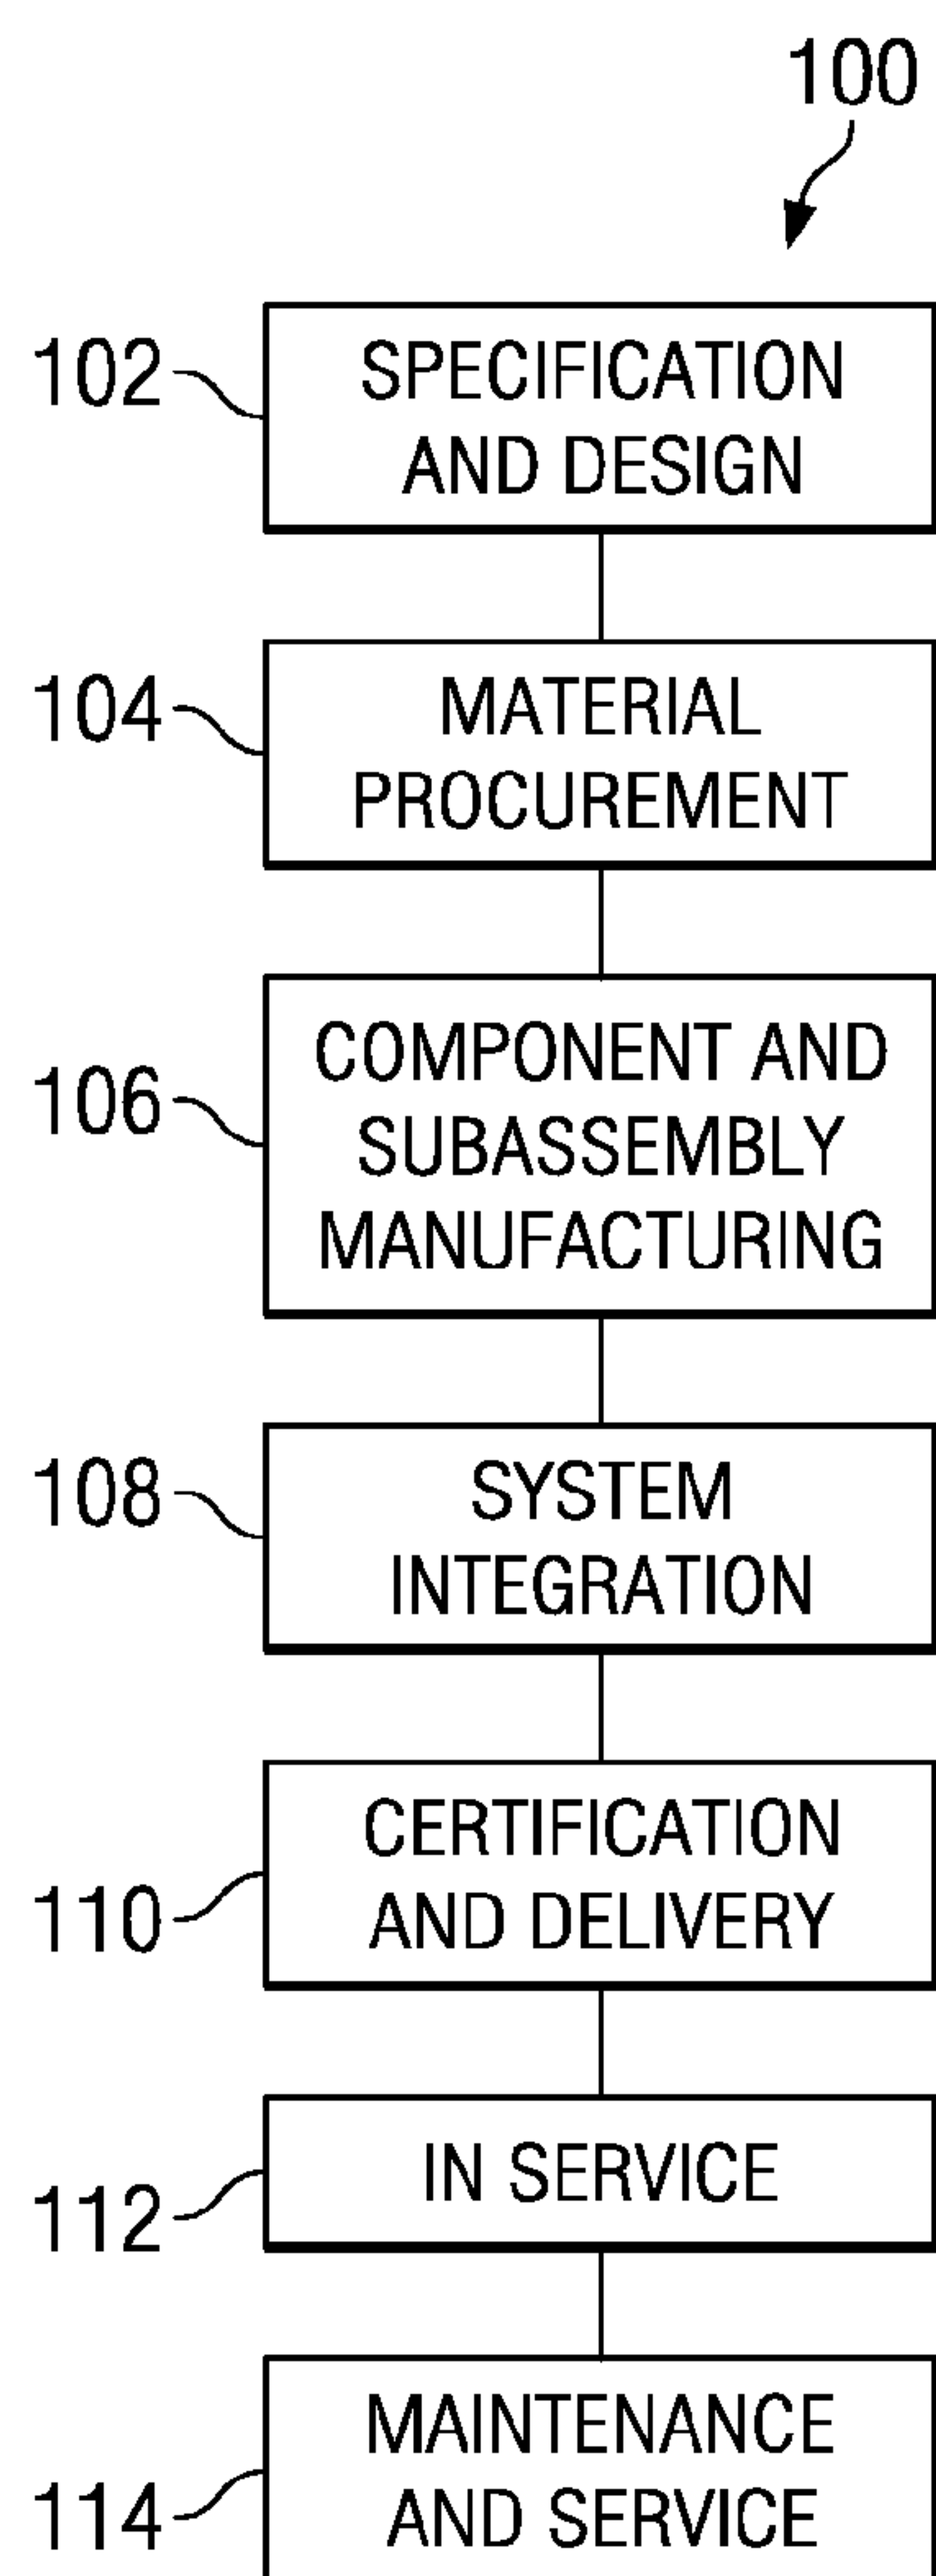 100
102
SPECIFICATION
AND DESIGN
104
MATERIAL
PROCUREMENT
106
COMPONENT AND
SUBASSEMBLY
MANUFACTURING
108
SYSTEM
INTEGRATION
110
CERTIFICATION
AND DELIVERY
112
IN SERVICE
114
MAINTENANCE
AND SERVICE